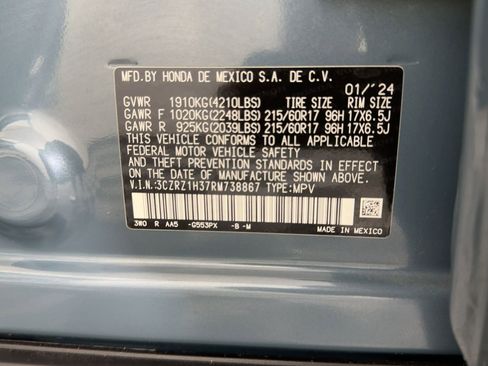 MFD.BY HONDA DE MEXICO S.A. DE C.V.
01/'24
GVWR 1910KG(4210LBS) TIRE SIZE RIM SIZE
GAWR F 1020KG(2248LBS) 215/60R17 96H 17X6.5J
GAWR R 925KG(2039LBS) 215/60R17 96H 17X6.5J
THIS VEHICLE CONFORMS TO ALL APPLICABLE
FEDERAL MOTOR VEHICLE SAFETY
AND THEFT PREVENTION STANDARDS IN EFFECT ON
THE DATE OF MANUFACTURE SHOWN ABOVE.
V.I.N.:3CZRZ1H37RM738867 TYPE:MPV
3W0 R AA5 -G553PX -B -M
MADE IN MEXICO